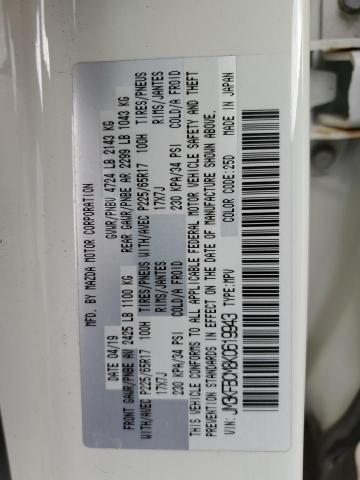 MFD. BY MAZDA MOTOR CORPORATION
DATE 04/19 GVWR/PNBV 4724 LB 2143 KG
FRONT GAWR/PNBE AV 2425 LB 1100 KG REAR GAWR/PNBE AR 2299 LB 1043 KG
WITH/AVEC P225/65R17 100H TIRES/PNEUS WITH/AVEC P225/65R17 100H TIRES/PNEUS
17X7J RIMS/JANTES 17X7J RIMS/JANTES
230 KPA/34 PSI COLD/A FROID 230 KPA/34 PSI COLD/A FROID
THIS VEHICLE CONFORMS TO ALL APPLICABLE FEDERAL MOTOR VEHICLE SAFETY AND THEFT
PREVENTION STANDARDS IN EFFECT ON THE DATE OF MANUFACTURE SHOWN ABOVE.
VIN: TYPE: MPV COLOR CODE: 25D MADE IN JAPAN